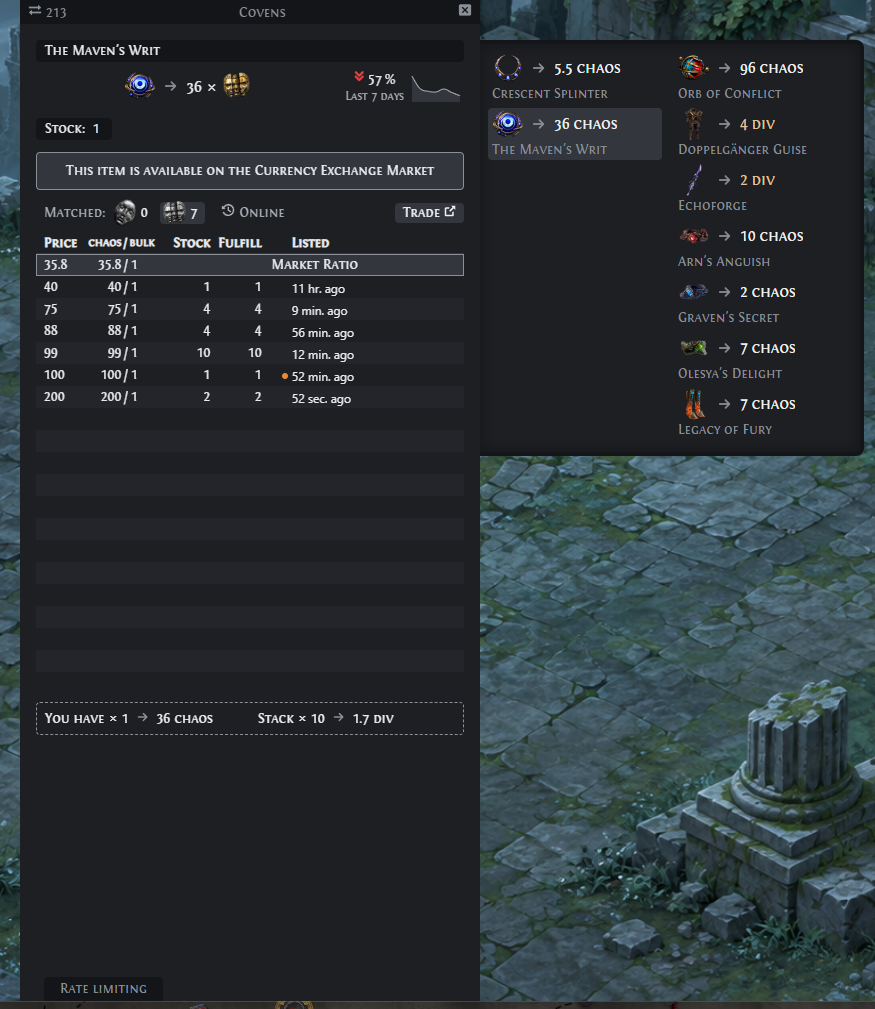 213
Covens
The Maven's Writ
→ 36 ×
57 %
Last 7 days
Stock: 1
This item is available on the Currency Exchange Market
Matched: 0 7 Online Trade
Price chaos/bulk Stock Fulfill Listed
35.8 35.8 / 1 Market Ratio
40 40 / 1 1 1 11 hr. ago
75 75 / 1 4 4 9 min. ago
88 88 / 1 4 4 56 min. ago
99 99 / 1 10 10 12 min. ago
100 100 / 1 1 1 52 min. ago
200 200 / 1 2 2 52 sec. ago
You have × 1 → 36 chaos Stack × 10 → 1.7 div
Rate limiting
→ 5.5 chaos
Crescent Splinter
→ 36 chaos
The Maven's Writ
→ 96 chaos
Orb of Conflict
→ 4 div
Doppelgänger Guise
→ 2 div
Echoforge
→ 10 chaos
Arn's Anguish
→ 2 chaos
Graven's Secret
→ 7 chaos
Olesya's Delight
→ 7 chaos
Legacy of Fury